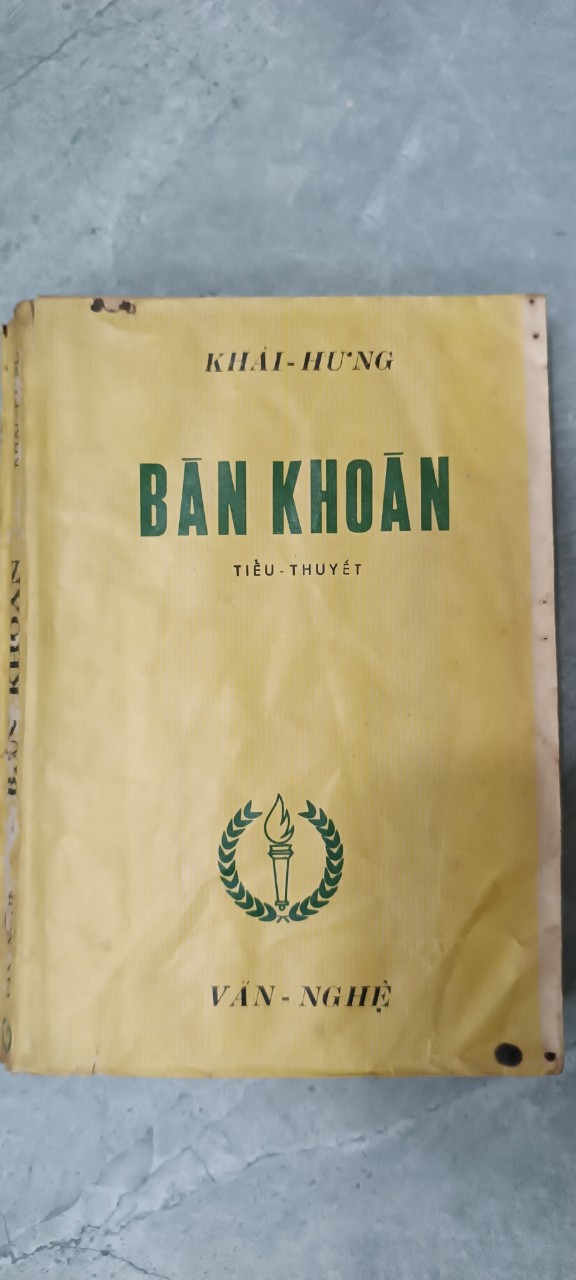 KHÁI-HƯNG
BĂN KHOĂN
TIỂU-THUYẾT
VĂN-NGHỆ
BĂN KHOĂN